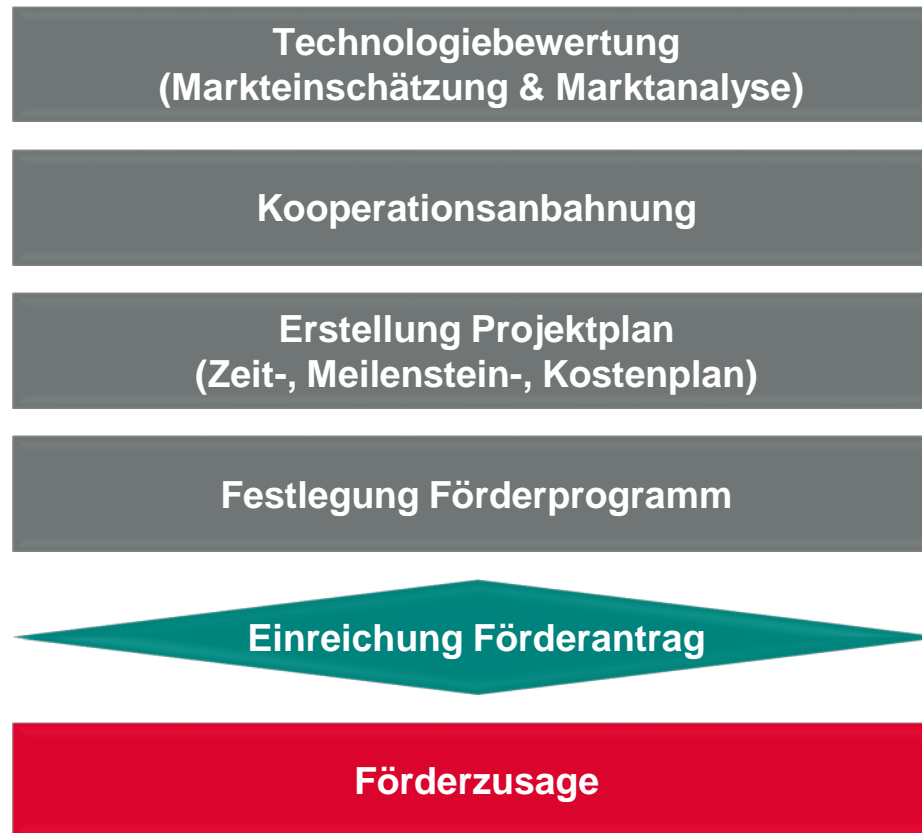 Technologiebewertung
(Markteinschätzung & Marktanalyse)
Kooperationsanbahnung
Erstellung Projektplan
(Zeit-, Meilenstein-, Kostenplan)
Festlegung Förderprogramm
Einreichung Förderantrag
Förderzusage